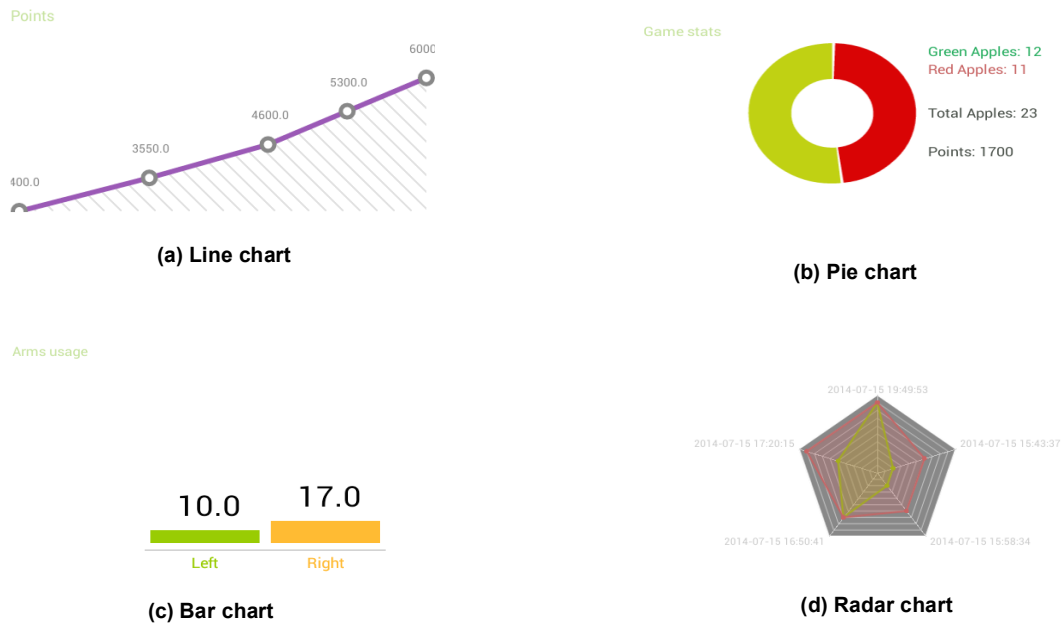 Points
6000
5300.0
4600.0
3550.0
400.0
(a) Line chart
Game stats
Green Apples: 12
Red Apples: 11
Total Apples: 23
Points: 1700
(b) Pie chart
Arms usage
10.0
17.0
Left
Right
(c) Bar chart
2014-07-15 19:49:53
2014-07-15 17:20:15
2014-07-15 15:43:37
2014-07-15 16:50:41
2014-07-15 15:58:34
(d) Radar chart